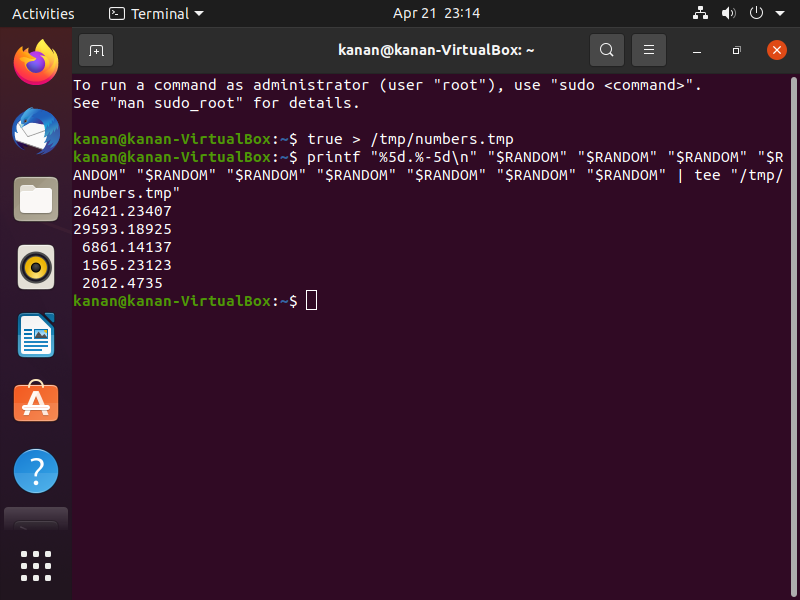 Activities Terminal Apr 21 23:14
kanan@kanan-VirtualBox: ~
To run a command as administrator (user "root"), use "sudo <command>".
See "man sudo_root" for details.
kanan@kanan-VirtualBox:~$ true > /tmp/numbers.tmp
kanan@kanan-VirtualBox:~$ printf "%5d.%-5d\n" "$RANDOM" "$RANDOM" "$RANDOM" "$R
ANDOM" "$RANDOM" "$RANDOM" "$RANDOM" "$RANDOM" "$RANDOM" "$RANDOM" | tee "/tmp/
numbers.tmp"
26421.23407
29593.18925
 6861.14137
 1565.23123
 2012.4735
kanan@kanan-VirtualBox:~$